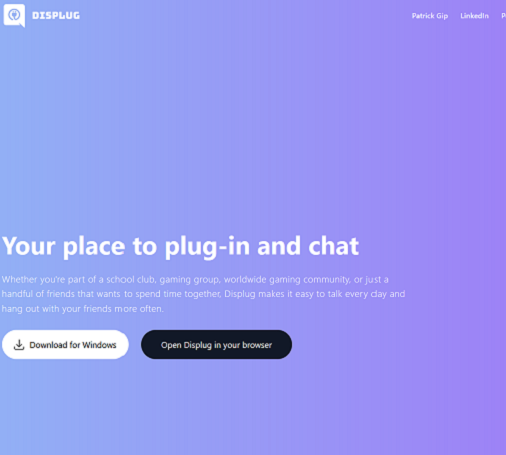 DISPLUG
Patrick Gip LinkedIn
Your place to plug-in and chat
Whether you're part of a school club, gaming group, worldwide gaming community, or just a
handful of friends that wants to spend time together, Displug makes it easy to talk every day and
hang out with your friends more often.
Download for Windows Open Displug in your browser